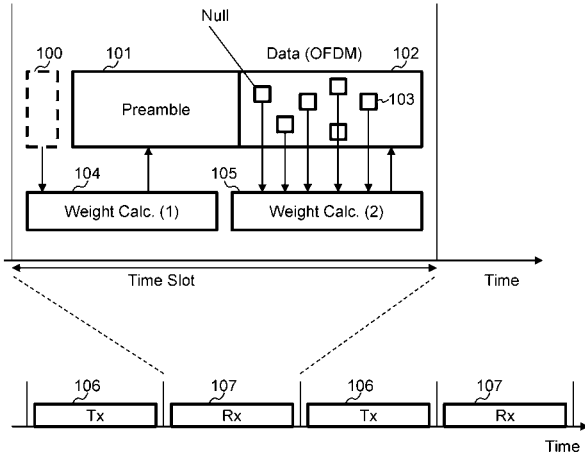 Null
100
101
Data (OFDM)
102
Preamble
103
104
105
Weight Calc. (1)
Weight Calc. (2)
Time Slot
Time
106
107
106
107
Tx
Rx
Tx
Rx
Time